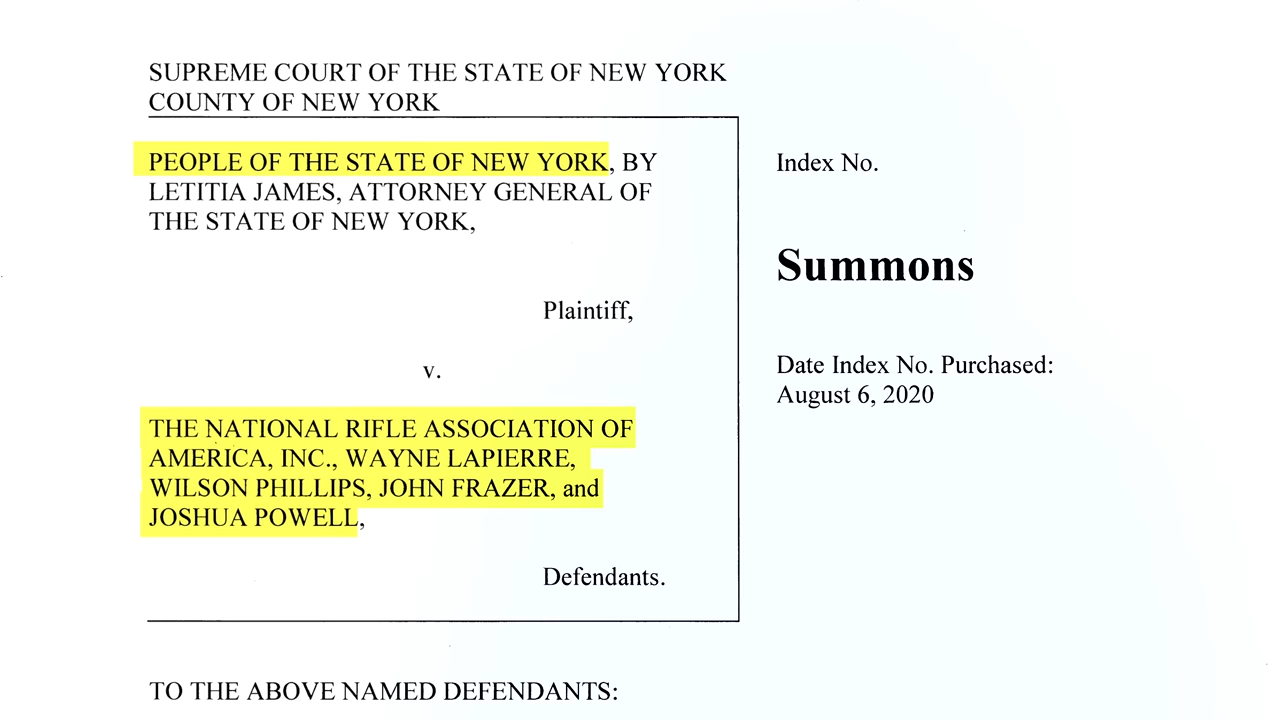 SUPREME COURT OF THE STATE OF NEW YORK
COUNTY OF NEW YORK
PEOPLE OF THE STATE OF NEW YORK, BY
LETITIA JAMES, ATTORNEY GENERAL OF
THE STATE OF NEW YORK,
Plaintiff,
v.
THE NATIONAL RIFLE ASSOCIATION OF
AMERICA, INC., WAYNE LAPIERRE,
WILSON PHILLIPS, JOHN FRAZER, and
JOSHUA POWELL,
Defendants.
Index No.
Summons
Date Index No. Purchased:
August 6, 2020
TO THE ABOVE NAMED DEFENDANTS: